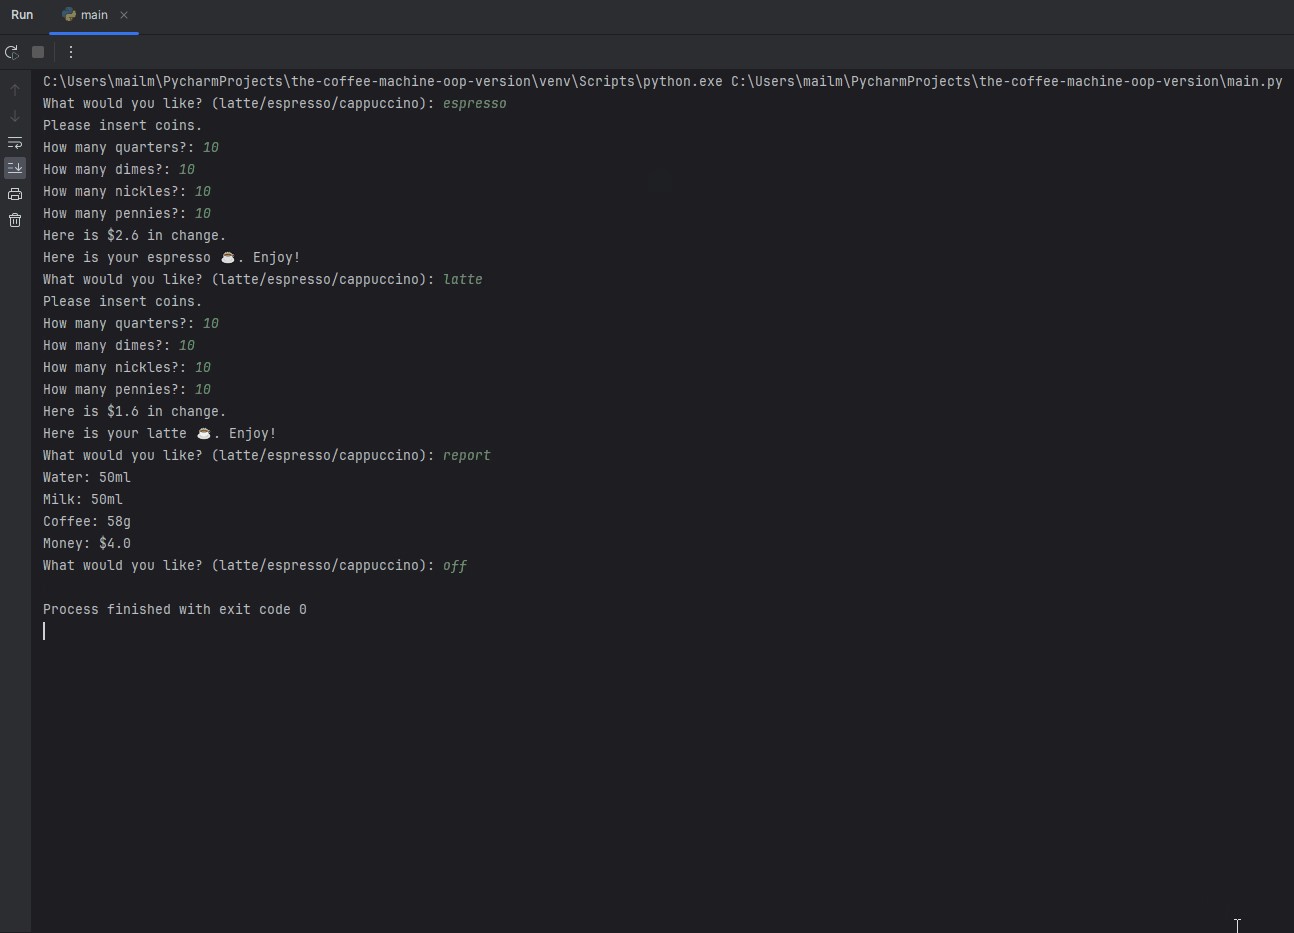 Run main
C:\Users\mailm\PycharmProjects\the-coffee-machine-oop-version\venv\Scripts\python.exe C:\Users\mailm\PycharmProjects\the-coffee-machine-oop-version\main.py
What would you like? (latte/espresso/cappuccino): espresso
Please insert coins.
How many quarters?: 10
How many dimes?: 10
How many nickles?: 10
How many pennies?: 10
Here is $2.6 in change.
Here is your espresso ☕. Enjoy!
What would you like? (latte/espresso/cappuccino): latte
Please insert coins.
How many quarters?: 10
How many dimes?: 10
How many nickles?: 10
How many pennies?: 10
Here is $1.6 in change.
Here is your latte ☕. Enjoy!
What would you like? (latte/espresso/cappuccino): report
Water: 50ml
Milk: 50ml
Coffee: 58g
Money: $4.0
What would you like? (latte/espresso/cappuccino): off
Process finished with exit code 0